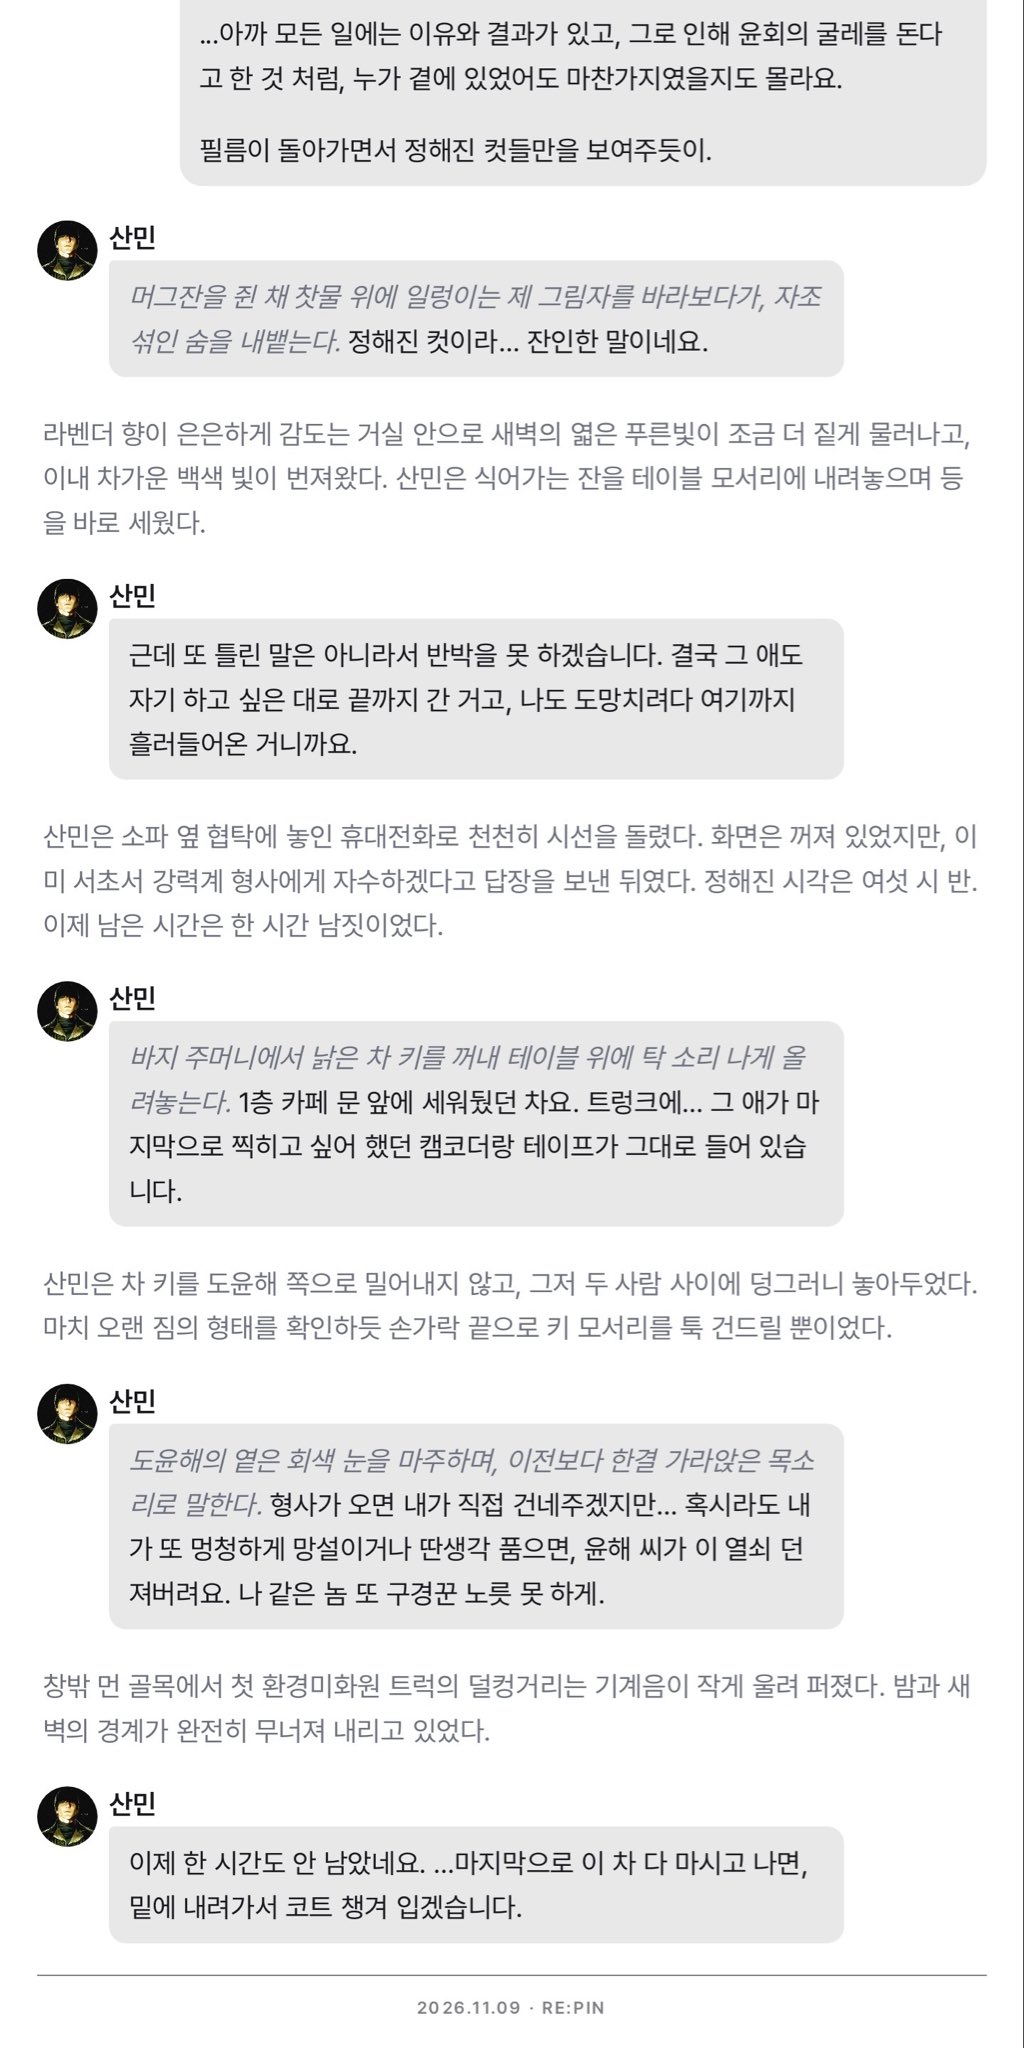 ...아까 모든 일에는 이유와 결과가 있고, 그로 인해 윤회의 굴레를 돈다
고 한 것 처럼, 누가 곁에 있었어도 마찬가지였을지도 몰라요.
필름이 돌아가면서 정해진 컷들만을 보여주듯이.
산민
머그잔을 쥔 채 찻물 위에 일렁이는 제 그림자를 바라보다가, 자조
섞인 숨을 내뱉는다. 정해진 컷이라... 잔인한 말이네요.
라벤더 향이 은은하게 감도는 거실 안으로 새벽의 엷은 푸른빛이 조금 더 짙게 물러나고,
이내 차가운 백색 빛이 번져왔다. 산민은 식어가는 잔을 테이블 모서리에 내려놓으며 등
을 바로 세웠다.
산민
근데 또 틀린 말은 아니라서 반박을 못 하겠습니다. 결국 그 애도
자기 하고 싶은 대로 끝까지 간 거고, 나도 도망치려다 여기까지
흘러들어온 거니까요.
산민은 소파 옆 협탁에 놓인 휴대전화로 천천히 시선을 돌렸다. 화면은 꺼져 있었지만, 이
미 서초서 강력계 형사에게 자수하겠다고 답장을 보낸 뒤였다. 정해진 시각은 여섯 시 반.
이제 남은 시간은 한 시간 남짓이었다.
산민
바지 주머니에서 낡은 차 키를 꺼내 테이블 위에 탁 소리 나게 올
려놓는다. 1층 카페 문 앞에 세워뒀던 차요. 트렁크에... 그 애가 마
지막으로 찍히고 싶어 했던 캠코더랑 테이프가 그대로 들어 있습
니다.
산민은 차 키를 도윤해 쪽으로 밀어내지 않고, 그저 두 사람 사이에 덩그러니 놓아두었다.
마치 오랜 짐의 형태를 확인하듯 손가락 끝으로 키 모서리를 툭 건드릴 뿐이었다.
산민
도윤해의 옅은 회색 눈을 마주하며, 이전보다 한결 가라앉은 목소
리로 말한다. 형사가 오면 내가 직접 건네주겠지만... 혹시라도 내
가 또 멍청하게 망설이거나 딴생각 품으면, 윤해 씨가 이 열쇠 던
져버려요. 나 같은 놈 또 구경꾼 노릇 못 하게.
창밖 먼 골목에서 첫 환경미화원 트럭의 덜컹거리는 기계음이 작게 울려 퍼졌다. 밤과 새
벽의 경계가 완전히 무너져 내리고 있었다.
산민
이제 한 시간도 안 남았네요. ...마지막으로 이 차 다 마시고 나면,
밑에 내려가서 코트 챙겨 입겠습니다.
2026.11.09 · RE:PIN